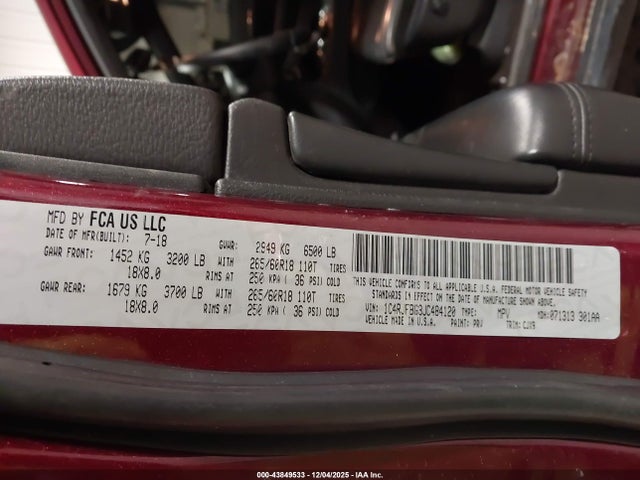 MFD BY FCA US LLC
DATE OF MFR(BUILT): 7-18 GVWR: 2949 KG 6500 LB
GAWR FRONT: 1452 KG 3200 LB WITH 265/60R18 110T TIRES
18X8.0 RIMS AT 250 KPA ( 36 PSI) COLD
GAWR REAR: 1679 KG 3700 LB WITH 265/60R18 110T TIRES
18X8.0 RIMS AT 250 KPA ( 36 PSI) COLD
THIS VEHICLE CONFORMS TO ALL APPLICABLE U.S.A. FEDERAL MOTOR VEHICLE SAFETY
STANDARDS IN EFFECT ON THE DATE OF MANUFACTURE SHOWN ABOVE.
VIN: 1C4RJFBG3JC484120 TYPE: MPV MDH:071313 301AA
VEHICLE MADE IN U.S.A. PAINT: PRV TRIM: CJX9
000-43849533 - 12/04/2025 - IAA Inc.